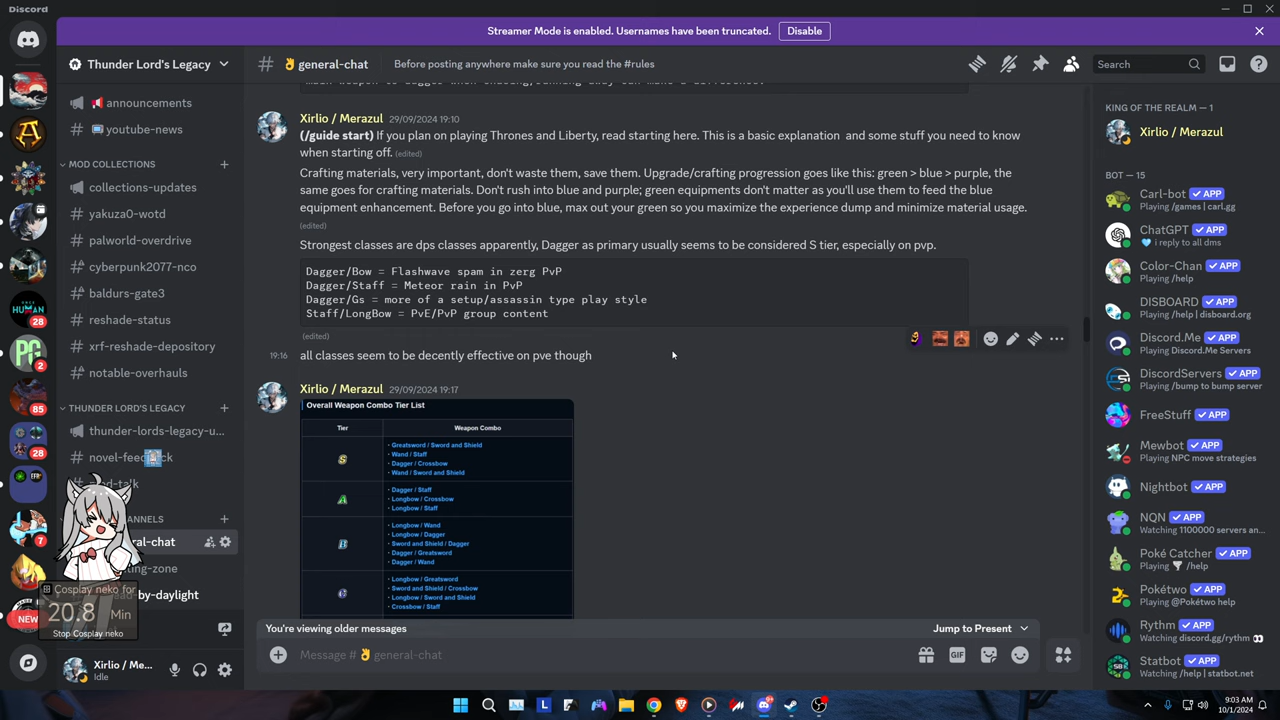 Discord
Streamer Mode is enabled. Usernames have been truncated.
Disable
Thunder Lord's Legacy
announcements
youtube-news
MOD COLLECTIONS
collections-updates
yakuza0-wotd
palworld-overdrive
cyberpunk2077-nco
baldurs-gate3
reshade-status
xrf-reshade-depository
notable-overhauls
THUNDER LORD'S LEGACY
thunder-lords-legacy-u...
28
2
85
28
7
NEW
Cosplay neko for
20.8 Min
Stop Cosplay neko
by-daylight
Xirlio / Me...
Idle
general-chat
Before posting anywhere make sure you read the #rules
Search
Xirlio / Merazul 29/09/2024 19:10
(/guide start) If you plan on playing Thrones and Liberty, read starting here. This is a basic explanation and some stuff you need to know
when starting off. (edited)
Crafting materials, very important, don't waste them, save them. Upgrade/crafting progression goes like this: green > blue > purple, the
same goes for crafting materials. Don't rush into blue and purple; green equipments don't matter as you'll use them to feed the blue
equipment enhancement. Before you go into blue, max out your green so you maximize the experience dump and minimize material usage.
(edited)
Strongest classes are dps classes apparently, Dagger as primary usually seems to be considered S tier, especially on pvp.
Dagger/Bow = Flashwave spam in zerg PvP
Dagger/Staff = Meteor rain in PvP
Dagger/Gs = more of a setup/assassin type play style
Staff/LongBow = PvE/PvP group content
(edited)
19:16 all classes seem to be decently effective on pve though
Xirlio / Merazul 29/09/2024 19:17
Overall Weapon Combo Tier List
Tier Weapon Combo
S
· Greatsword / Sword and Shield
· Wand / Staff
· Dagger / Crossbow
· Wand / Sword and Shield
A
· Dagger / Staff
· Longbow / Crossbow
· Longbow / Staff
B
· Longbow / Wand
· Longbow / Dagger
· Sword and Shield / Dagger
· Dagger / Greatsword
· Dagger / Wand
C
· Longbow / Greatsword
· Sword and Shield / Crossbow
· Longbow / Sword and Shield
· Crossbow / Staff
You're viewing older messages
Jump to Present
Message # general-chat
GIF
KING OF THE REALM — 1
Xirlio / Merazul
BOT — 15
Carl-bot APP
Playing /games | carl.gg
ChatGPT APP
i reply to all dms
Color-Chan APP
Playing /help
DISBOARD APP
Playing /help | disboard.org
Discord.Me APP
Playing Discord.Me Servers
DiscordServers APP
Playing /bump to bump server
FreeStuff APP
Mewbot APP
Playing NPC move strategies
Nightbot APP
NQN APP
Watching 1100000 servers an...
Poké Catcher APP
Playing /help
Pokétwo APP
Playing @Pokétwo help
Rythm APP
Watching discord.gg/rythm
Statbot APP
Watching /help | statbot.net
9:03 AM
10/1/2024